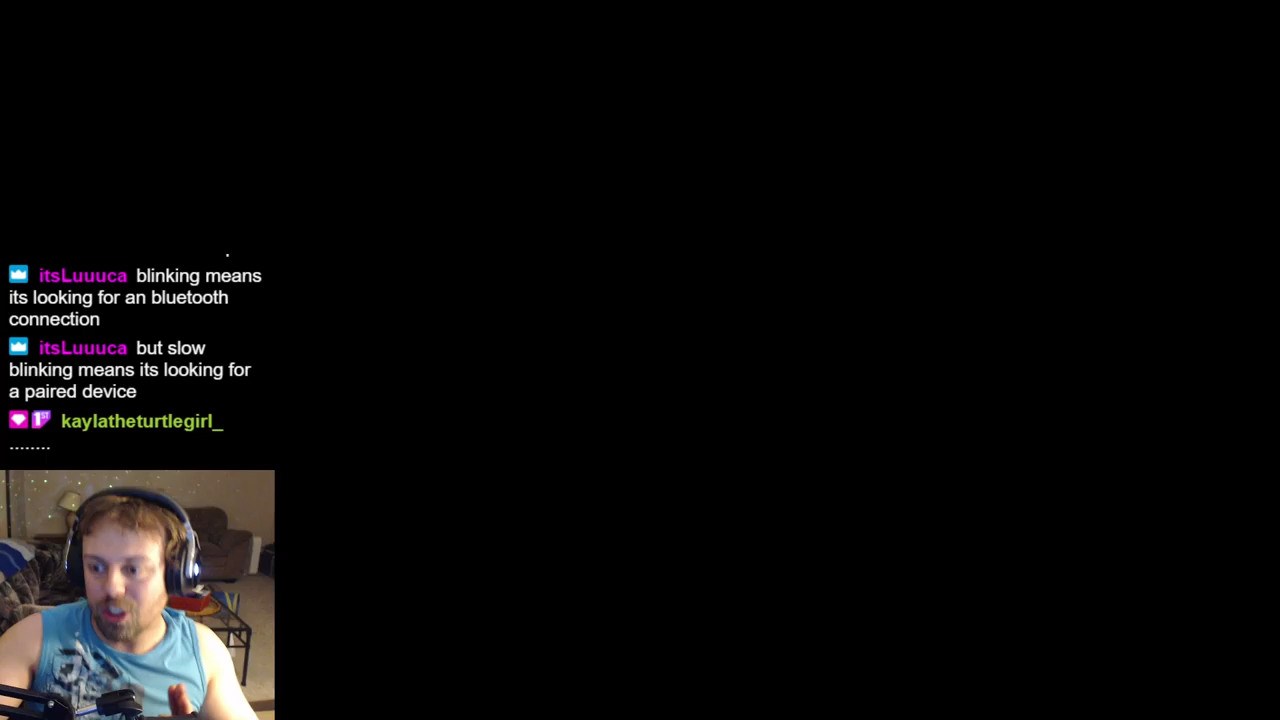 itsLuuuca blinking means
its looking for an bluetooth
connection
itsLuuuca but slow
blinking means its looking for
a paired device
1ST kaylatheturtlegirl_
........